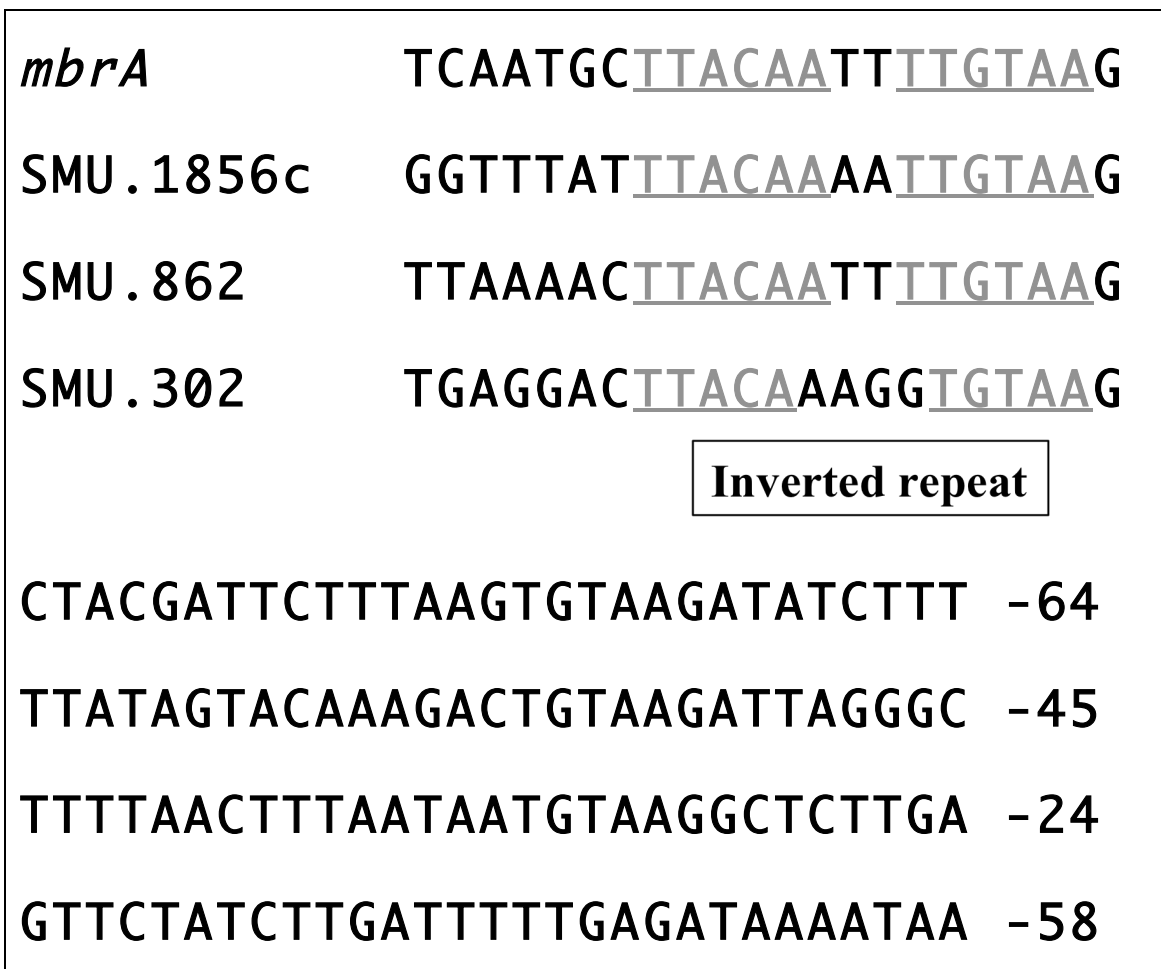 mbrA TCAATGCTTACAATTTTGTAAG
SMU.1856c GGTTTATTTACAAAATTGTAAG
SMU.862 TTAAAACTTACAATTTTGTAAG
SMU.302 TGAGGACTTACAAAGGTGTAAG
Inverted repeat
CTACGATTCTTTAAGTGTAAGATATCTTT -64
TTATAGTACAAAGACTGTAAGATTAGGGC -45
TTTTAACTTTAATAATGTAAGGCTCTTGA -24
GTTCTATCTTGATTTTTGAGATAAAATAA -58